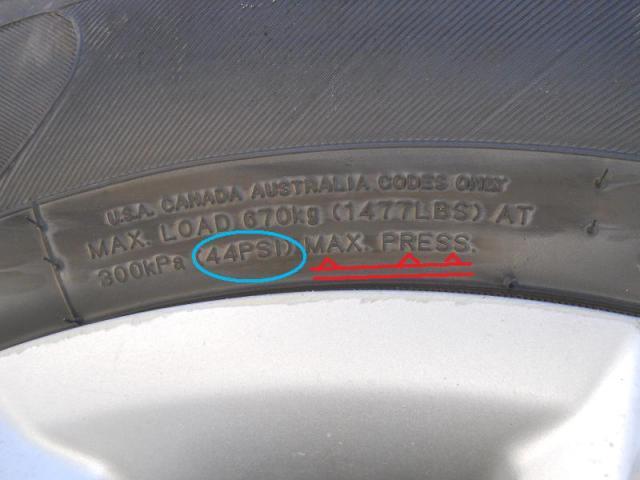 U.S.A. CANADA AUSTRALIA CODES ONLY
MAX. LOAD 670kg (1477LBS) AT
300kPa (44PSI) MAX. PRESS.